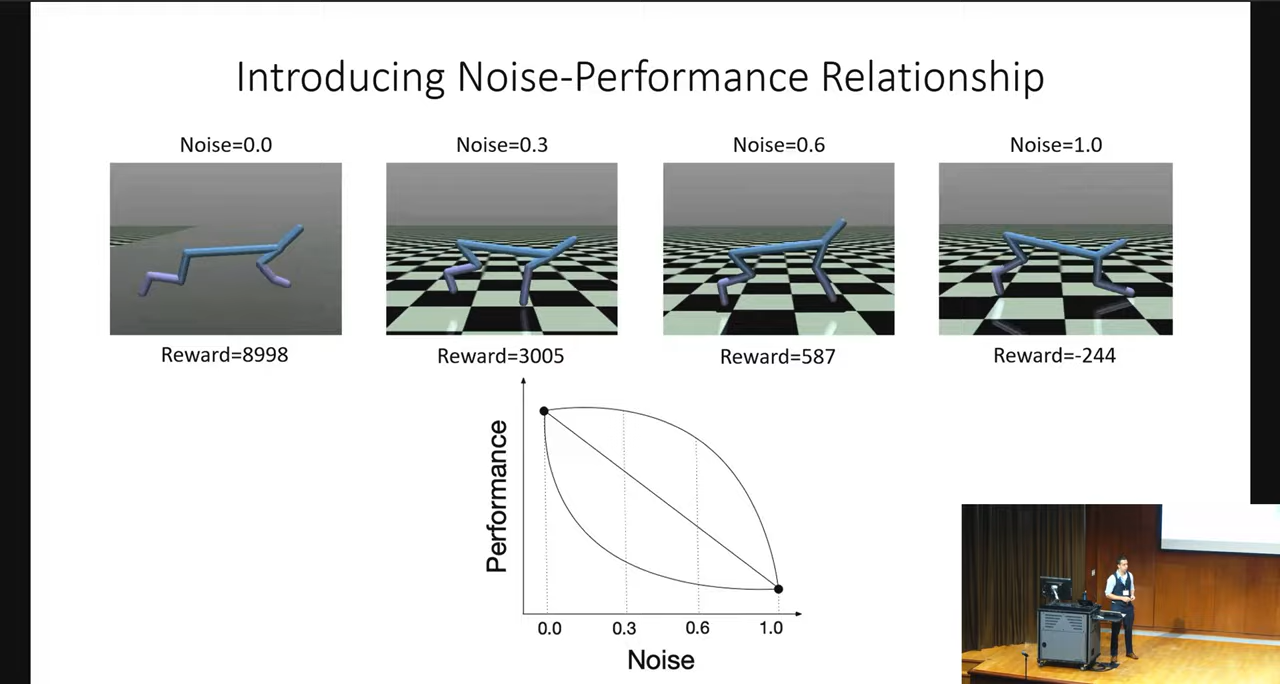 Introducing Noise-Performance Relationship
Noise=0.0
Noise=0.3
Noise=0.6
Noise=1.0
Reward=8998
Reward=3005
Reward=587
Reward=-244
Performance
0.0
0.3
0.6
1.0
Noise